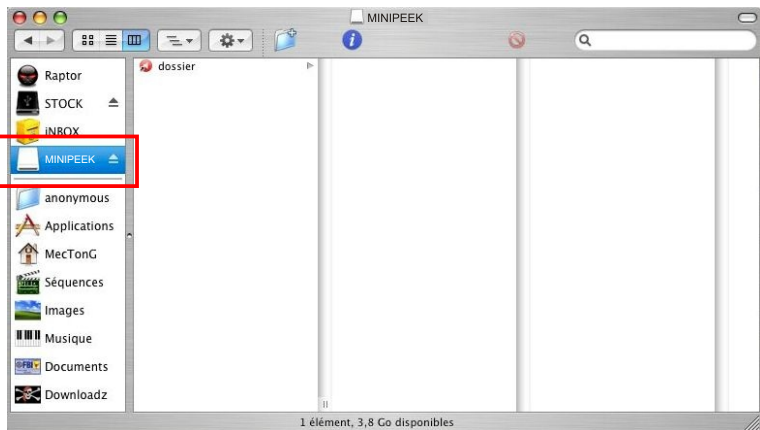 MINIPEEK
Raptor
dossier
STOCK
iNBOX
MINIPEEK
anonymous
Applications
MecTonG
Séquences
Images
Musique
FBI
Documents
Downloadz
1 élément, 3,8 Go disponibles